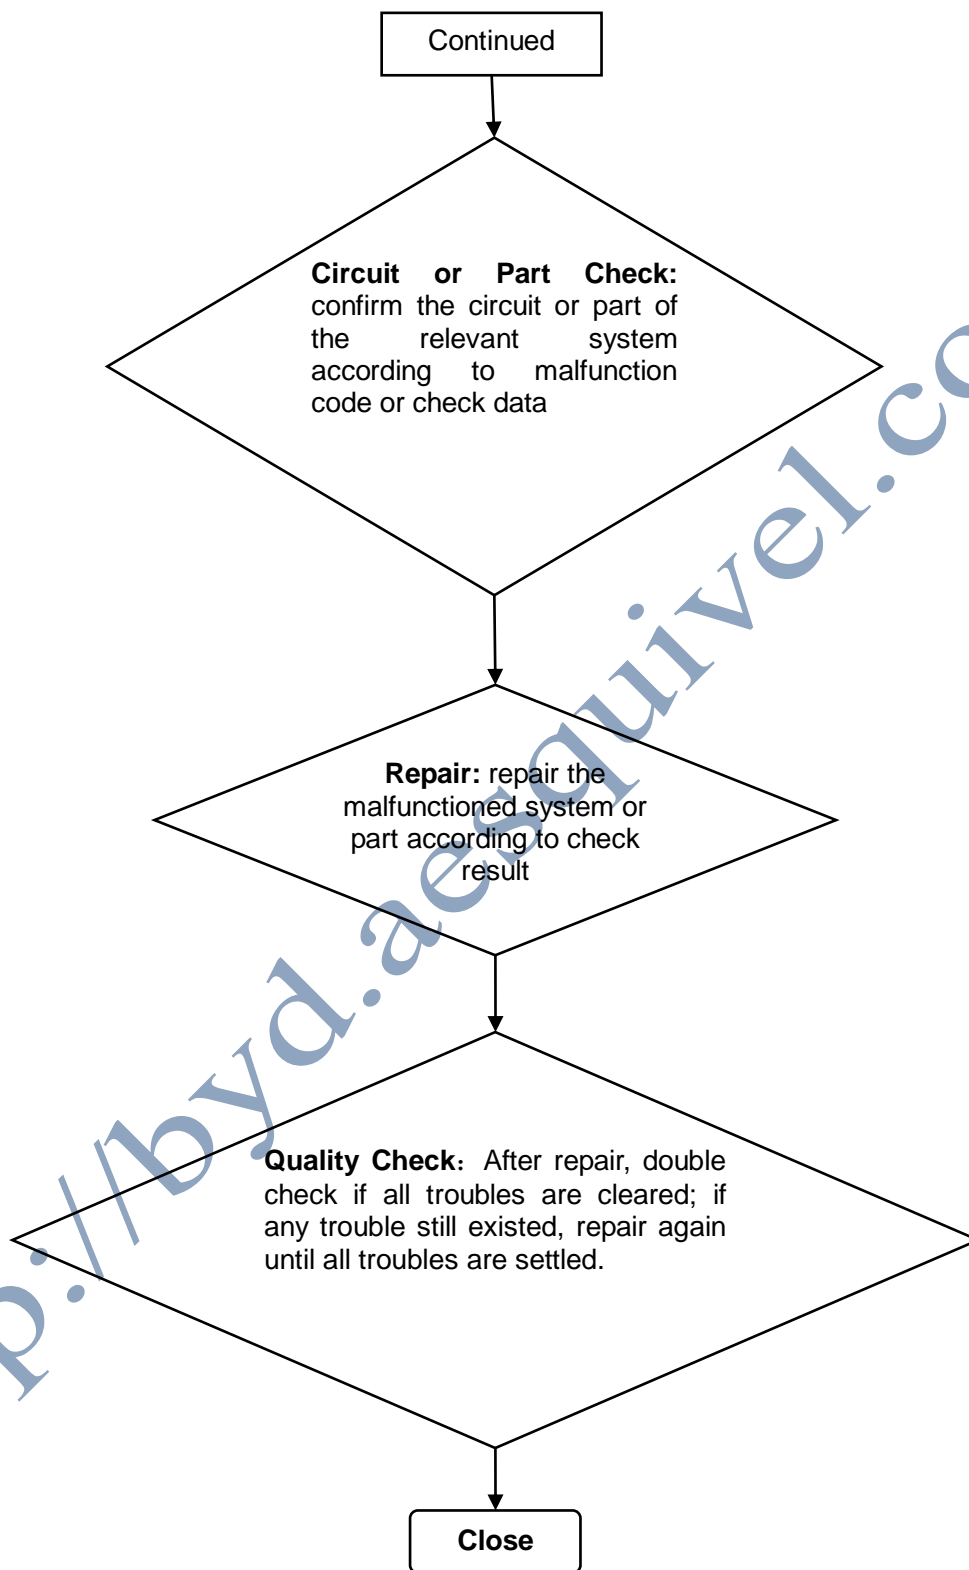 Continued
Circuit or Part Check:
confirm the circuit or part of
the relevant system
according to malfunction
code or check data
Repair: repair the
malfunctioned system or
part according to check
result
Quality Check：After repair, double
check if all troubles are cleared; if
any trouble still existed, repair again
until all troubles are settled.
Close
p://byd.aesquivel.co